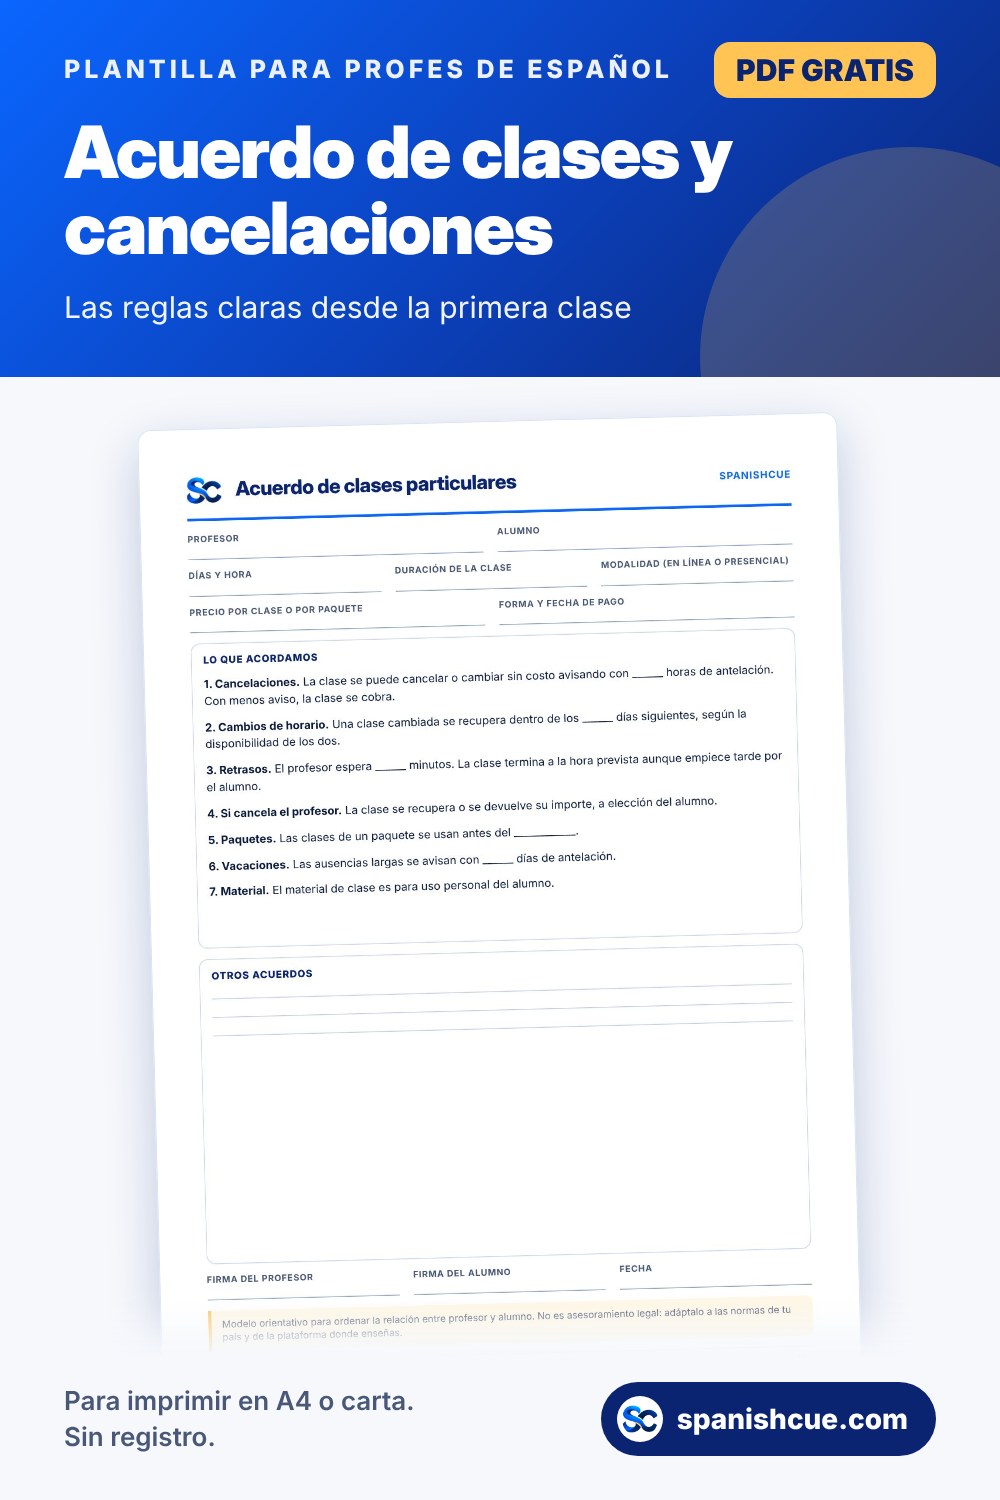 PLANTILLA PARA PROFES DE ESPAÑOL
PDF GRATIS
Acuerdo de clases y
cancelaciones
Las reglas claras desde la primera clase
SC
Acuerdo de clases particulares
SPANISHCUE
PROFESOR
ALUMNO
DÍAS Y HORA
DURACIÓN DE LA CLASE
MODALIDAD (EN LÍNEA O PRESENCIAL)
PRECIO POR CLASE O POR PAQUETE
FORMA Y FECHA DE PAGO
LO QUE ACORDAMOS
1. Cancelaciones. La clase se puede cancelar o cambiar sin costo avisando con _____ horas de antelación.
Con menos aviso, la clase se cobra.
2. Cambios de horario. Una clase cambiada se recupera dentro de los _____ días siguientes, según la
disponibilidad de los dos.
3. Retrasos. El profesor espera _____ minutos. La clase termina a la hora prevista aunque empiece tarde por
el alumno.
4. Si cancela el profesor. La clase se recupera o se devuelve su importe, a elección del alumno.
5. Paquetes. Las clases de un paquete se usan antes del __________.
6. Vacaciones. Las ausencias largas se avisan con _____ días de antelación.
7. Material. El material de clase es para uso personal del alumno.
OTROS ACUERDOS
FIRMA DEL PROFESOR
FIRMA DEL ALUMNO
FECHA
Modelo orientativo para ordenar la relación entre profesor y alumno. No es asesoramiento legal: adáptalo a las normas de tu
país y de la plataforma donde enseñas.
Para imprimir en A4 o carta.
Sin registro.
SC
spanishcue.com